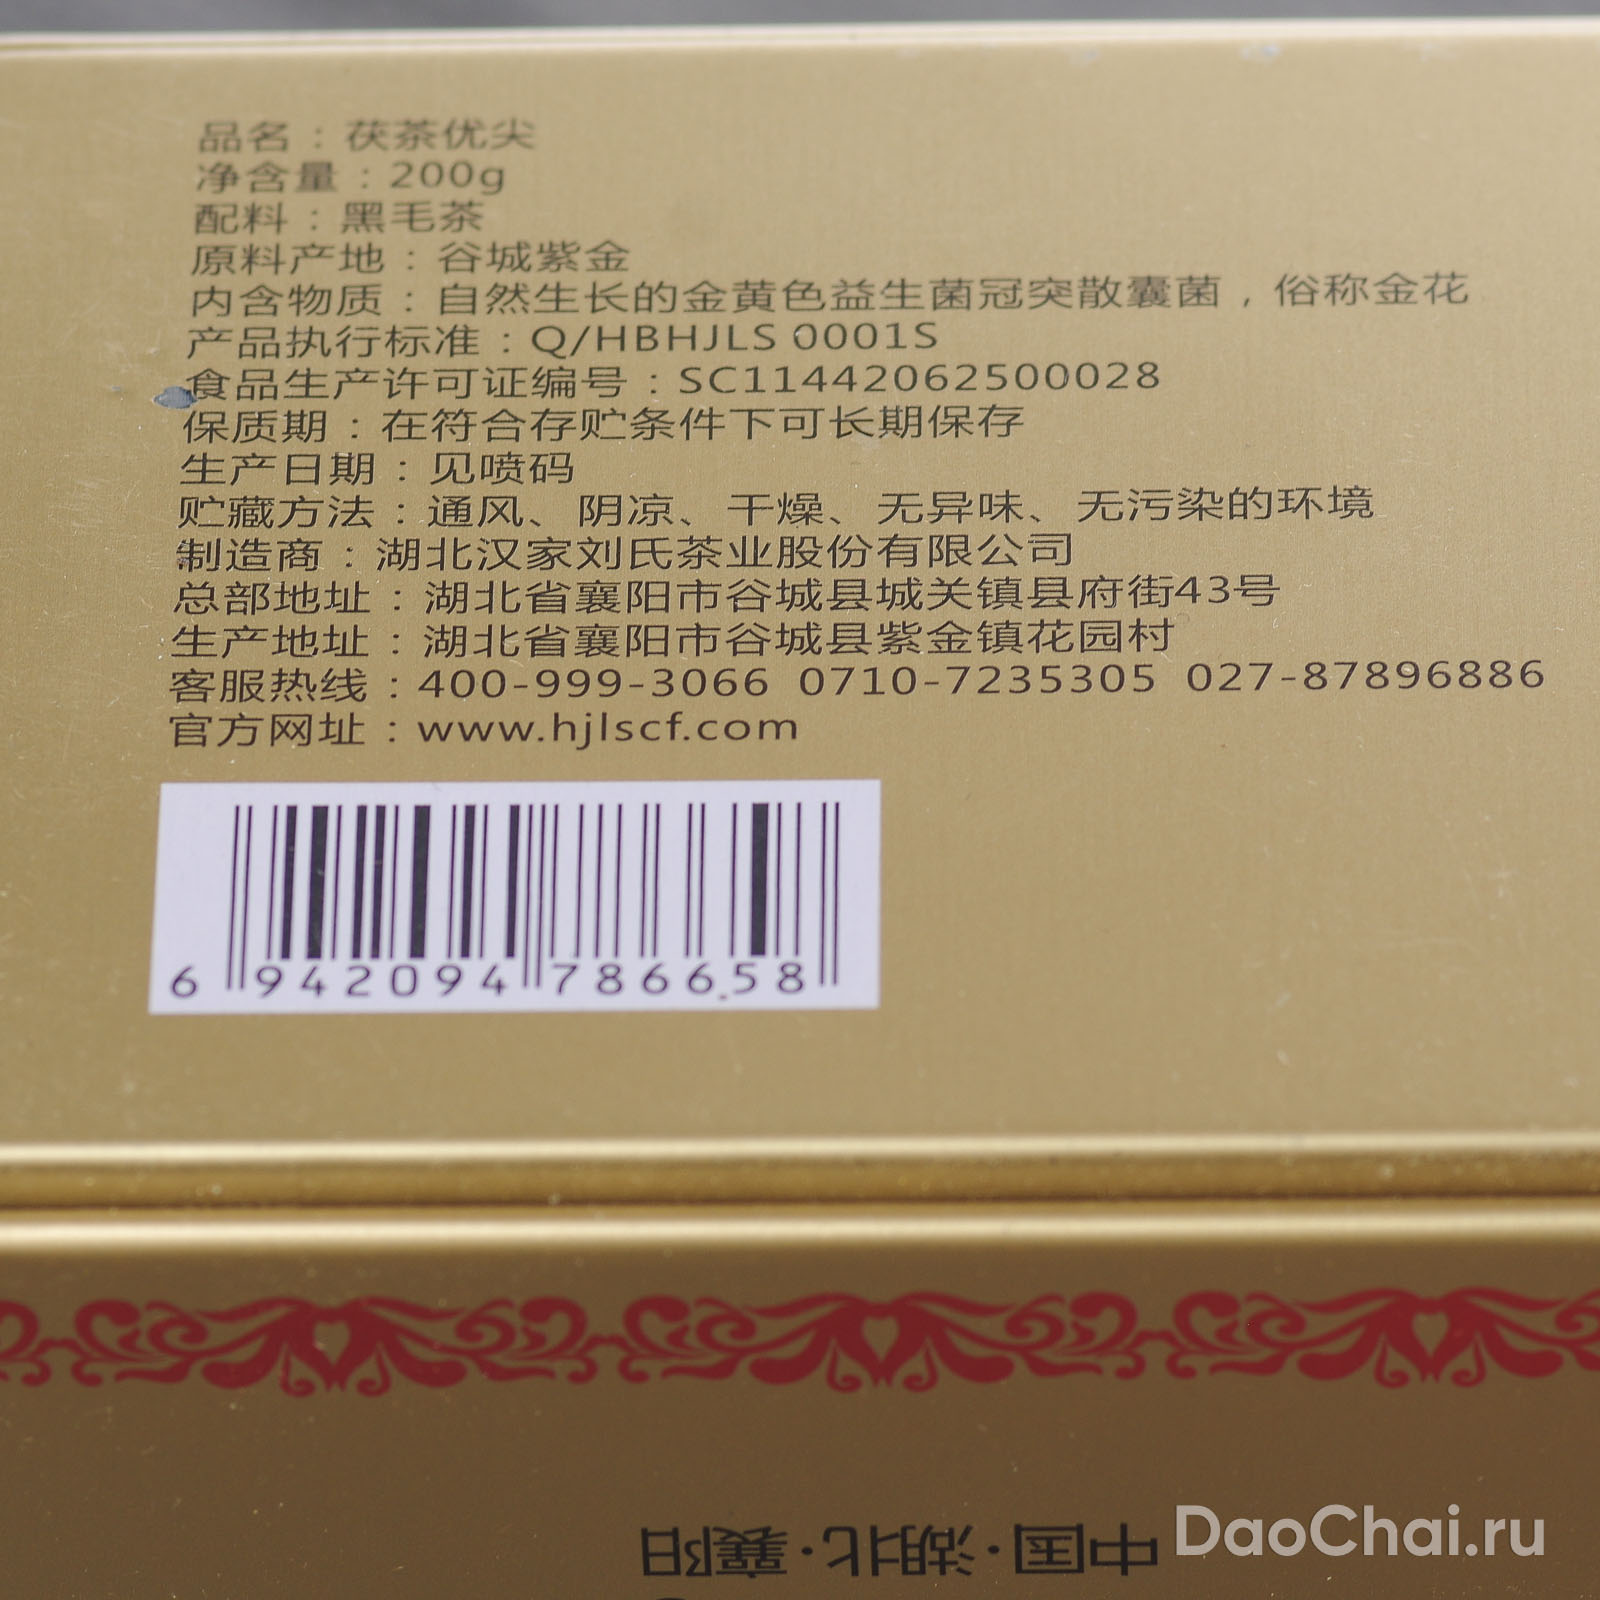 品名：茯茶优尖
净含量：200g
配料：黑毛茶
原料产地：谷城紫金
内含物质：自然生长的金黄色益生菌冠突散囊菌，俗称金花
产品执行标准：Q/HBHJLS 0001S
食品生产许可证编号：SC11442062500028
保质期：在符合存贮条件下可长期保存
生产日期：见喷码
贮藏方法：通风、阴凉、干燥、无异味、无污染的环境
制造商：湖北汉家刘氏茶业股份有限公司
总部地址：湖北省襄阳市谷城县城关镇县府街43号
生产地址：湖北省襄阳市谷城县紫金镇花园村
客服热线：400-999-3066 0710-7235305 027-87896886
官方网址：www.hjlscf.com
6 942094 786658
中国·湖北·襄阳
DaoChai.ru